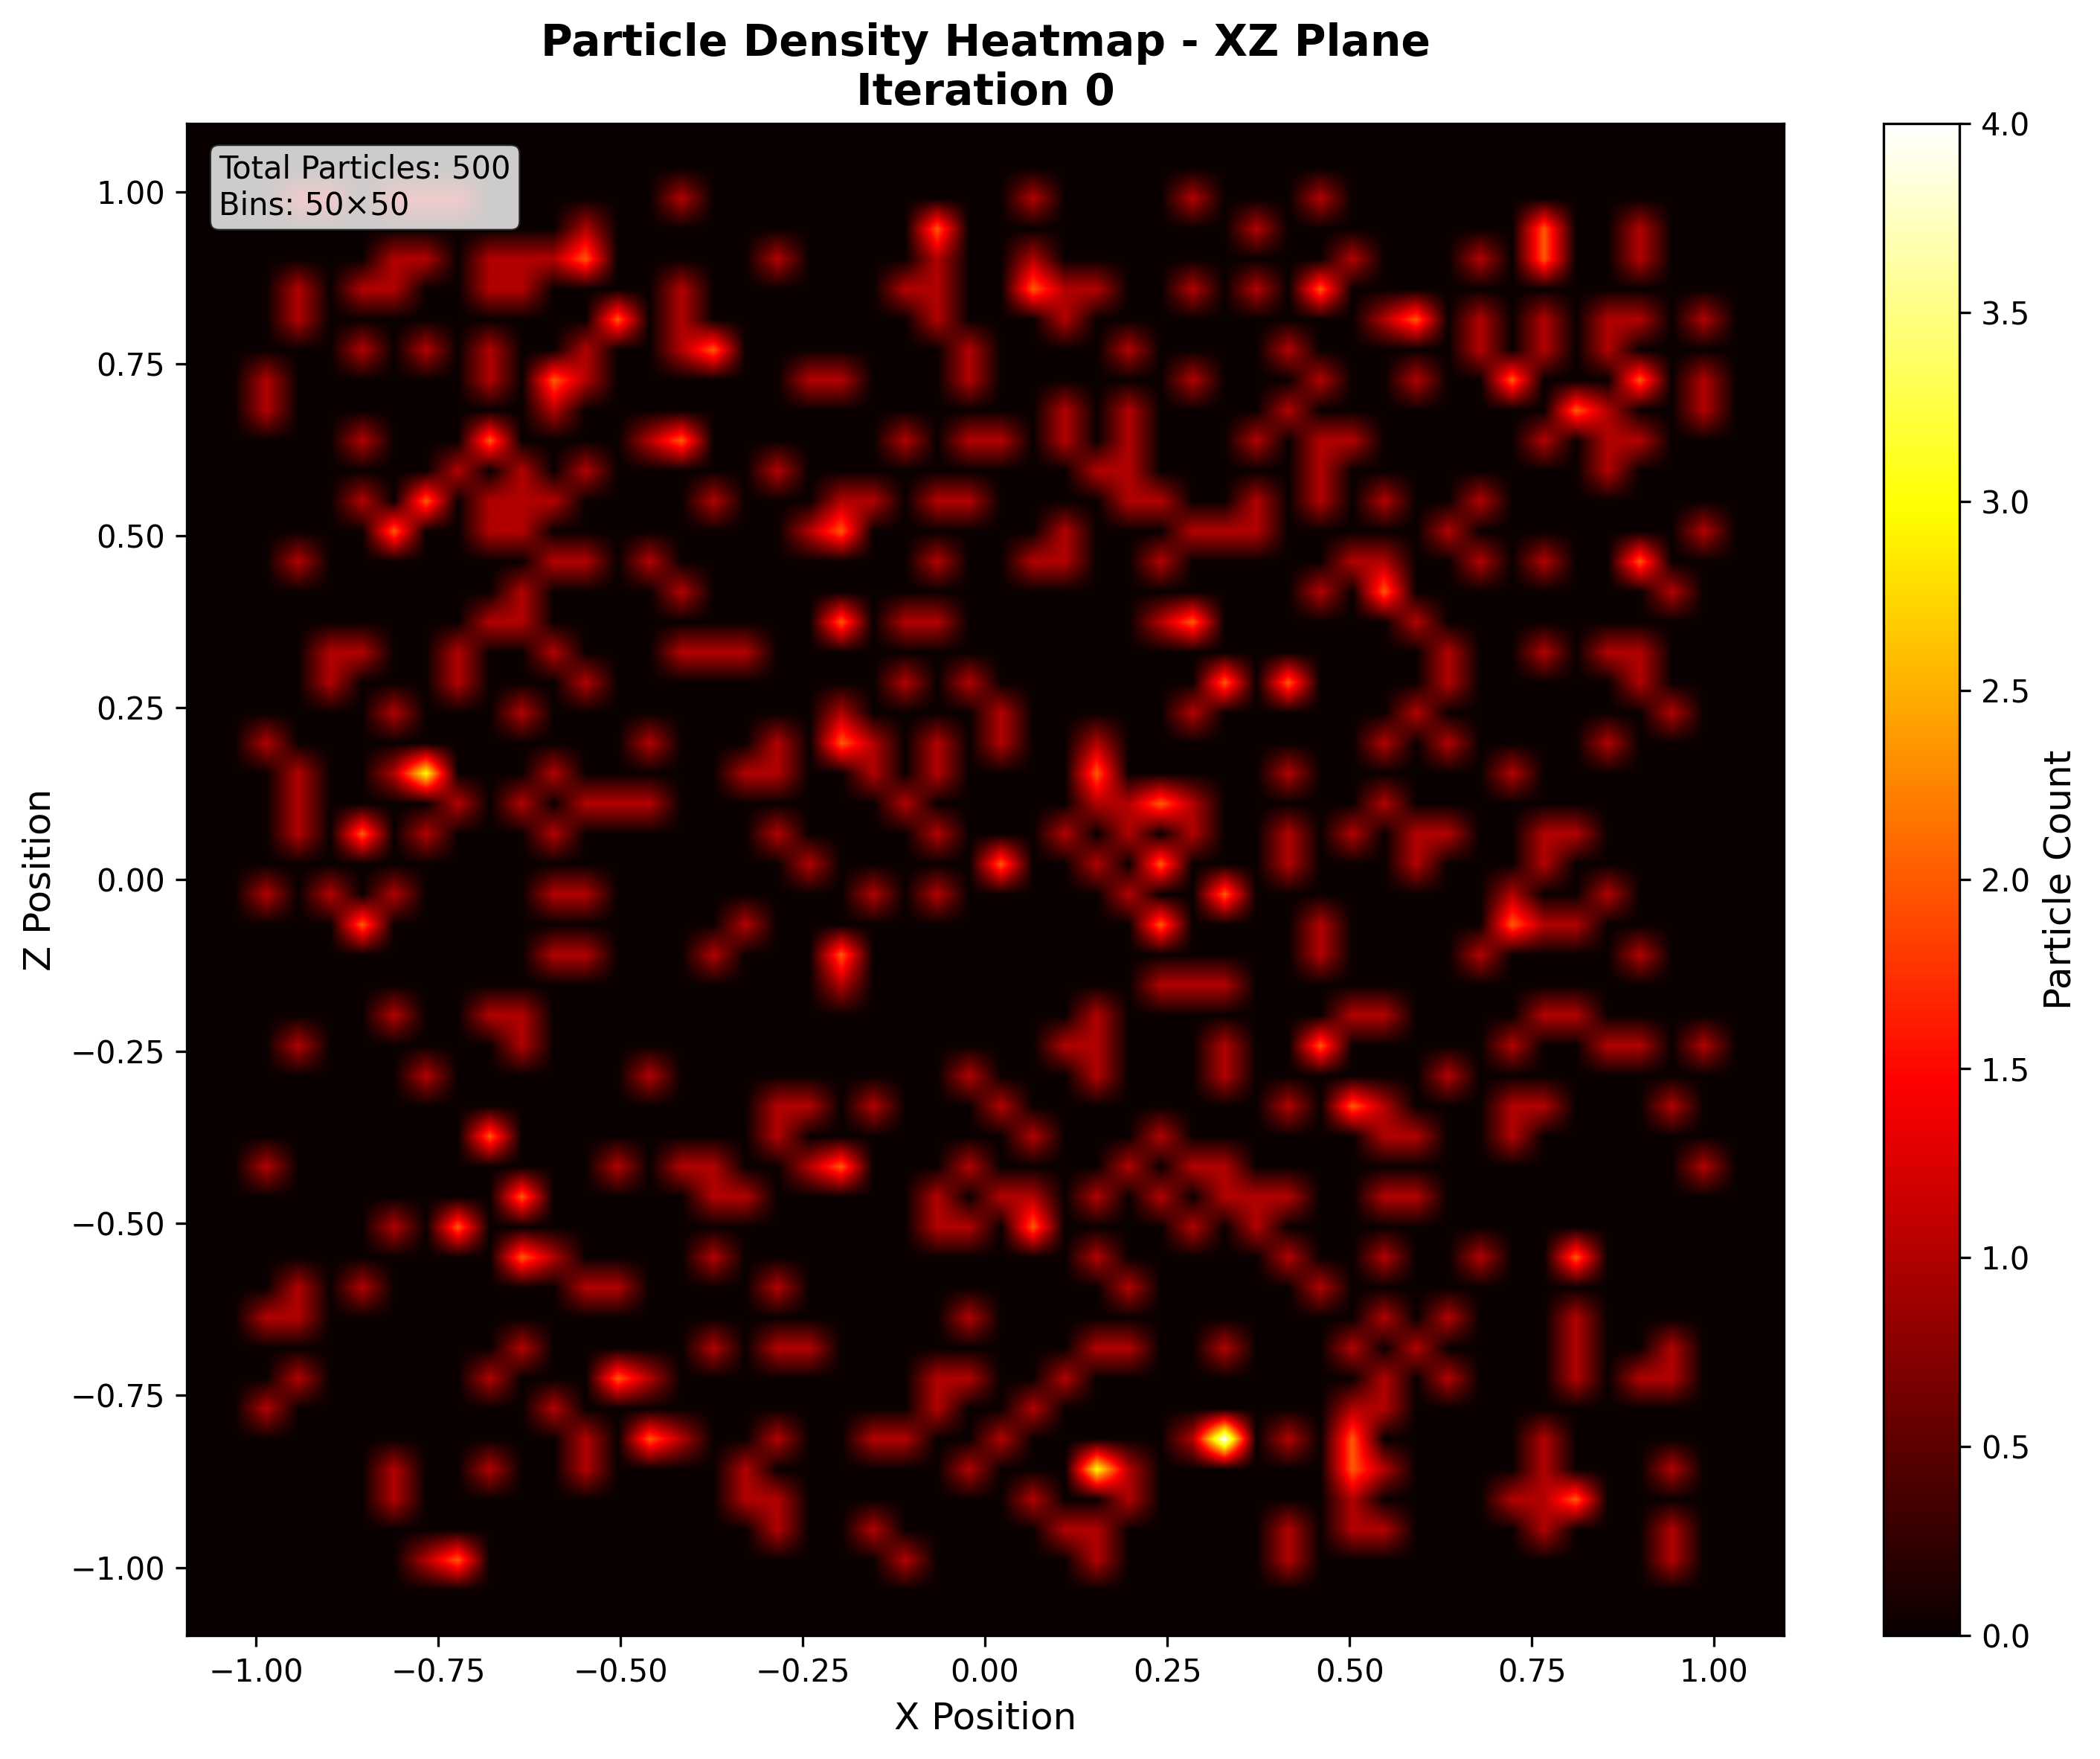 Particle Density Heatmap - XZ Plane
Iteration 0
Total Particles: 500
Bins: 50×50
1.00
0.75
0.50
0.25
0.00
−0.25
−0.50
−0.75
−1.00
Z Position
−1.00 −0.75 −0.50 −0.25 0.00 0.25 0.50 0.75 1.00
X Position
4.0
3.5
3.0
2.5
2.0
1.5
1.0
0.5
0.0
Particle Count